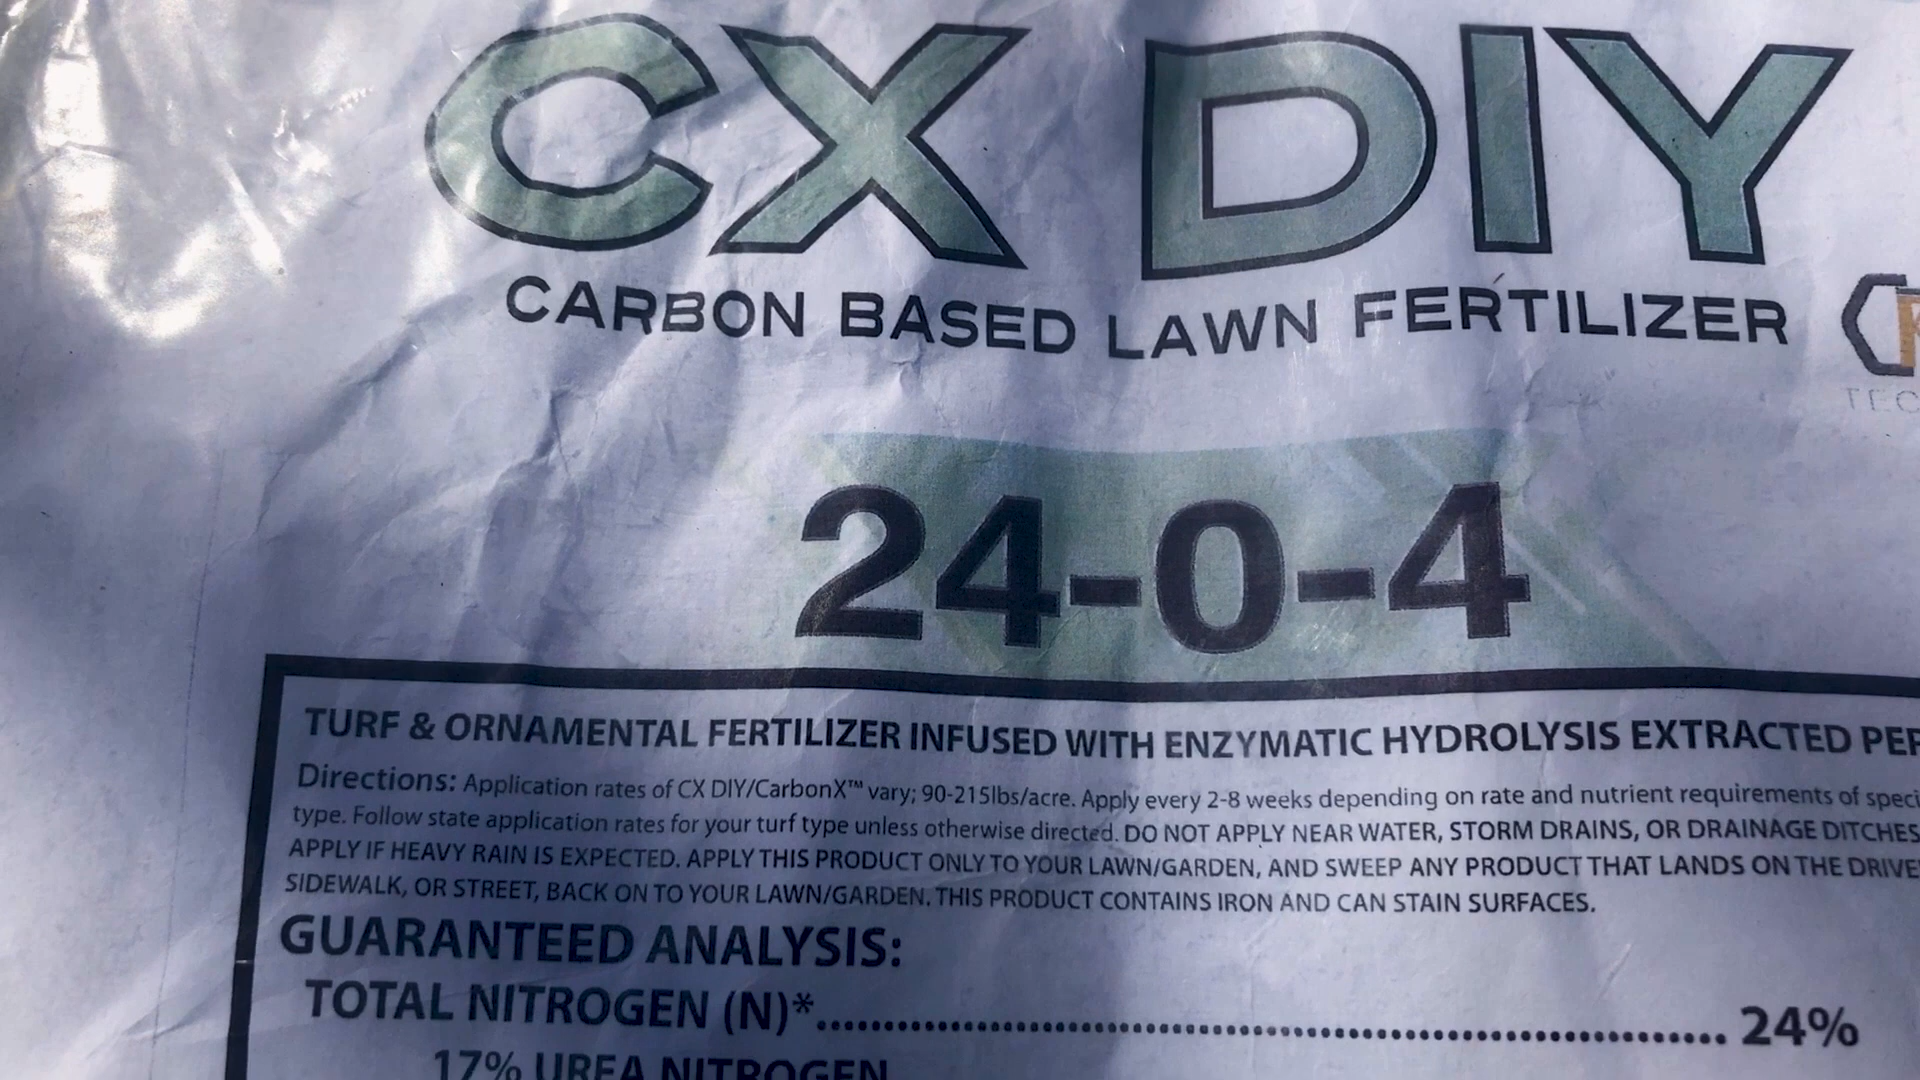 CX DIY
CARBON BASED LAWN FERTILIZER
24-0-4
TURF & ORNAMENTAL FERTILIZER INFUSED WITH ENZYMATIC HYDROLYSIS EXTRACTED
Directions: Application rates of CX DIY/CarbonX™ vary; 90-215lbs/acre. Apply every 2-8 weeks depending on rate and nutrient requirements of
type. Follow state application rates for your turf type unless otherwise directed. DO NOT APPLY NEAR WATER, STORM DRAINS, OR DRAINAGE DITCHES
APPLY IF HEAVY RAIN IS EXPECTED. APPLY THIS PRODUCT ONLY TO YOUR LAWN/GARDEN, AND SWEEP ANY PRODUCT THAT LANDS ON THE
SIDEWALK, OR STREET, BACK ON TO YOUR LAWN/GARDEN. THIS PRODUCT CONTAINS IRON AND CAN STAIN SURFACES.
GUARANTEED ANALYSIS:
TOTAL NITROGEN (N)*........................................................................ 24%
17% UREA NITROGEN